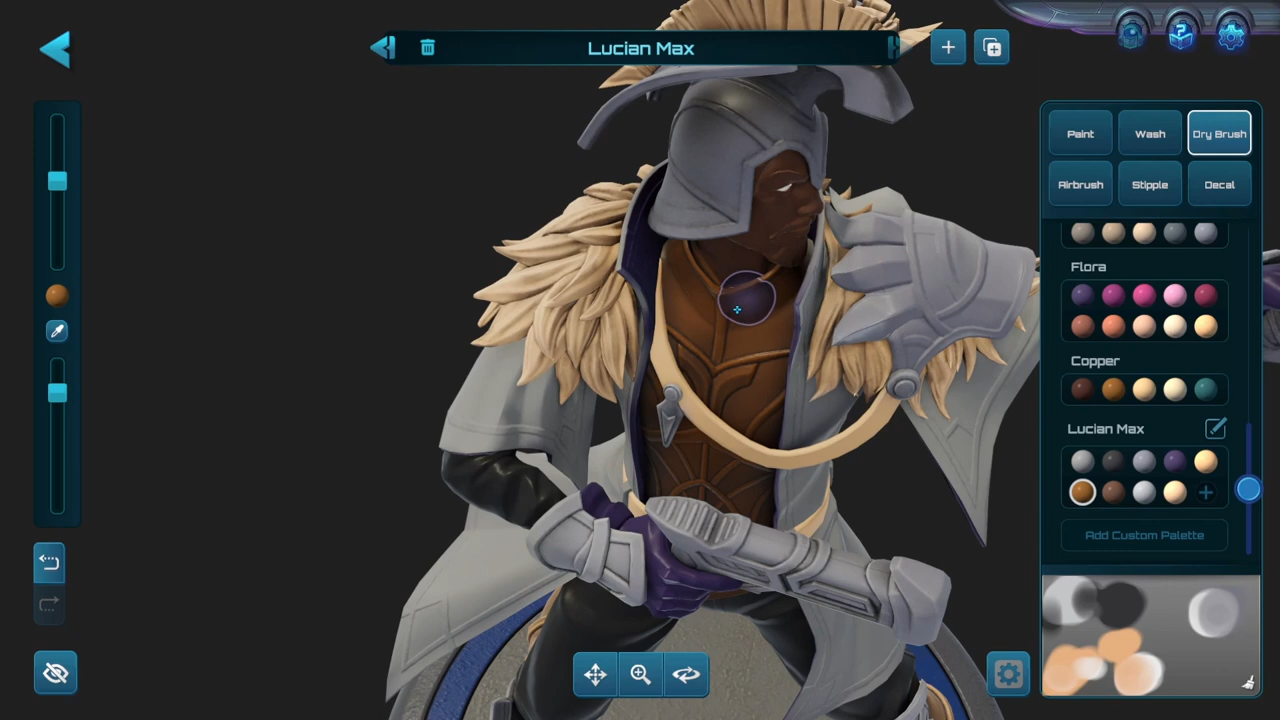 Lucian Max
Paint
Wash
Dry Brush
Airbrush
Stipple
Decal
Flora
Copper
Lucian Max
Add Custom Palette